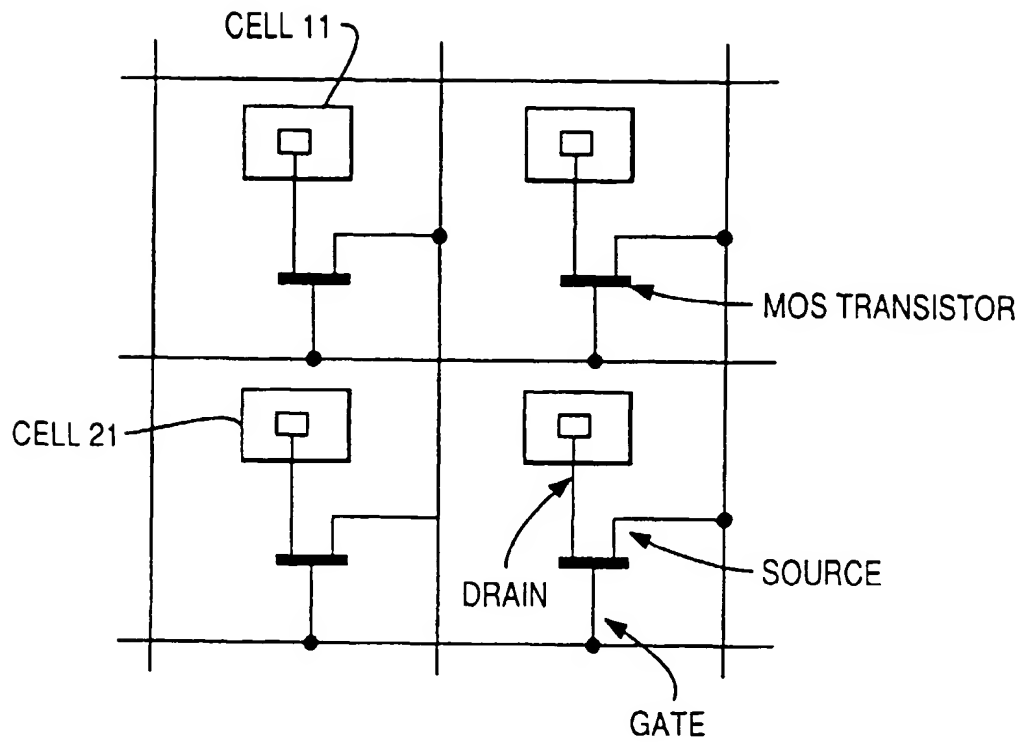 CELL 11
MOS TRANSISTOR
CELL 21
DRAIN
SOURCE
GATE